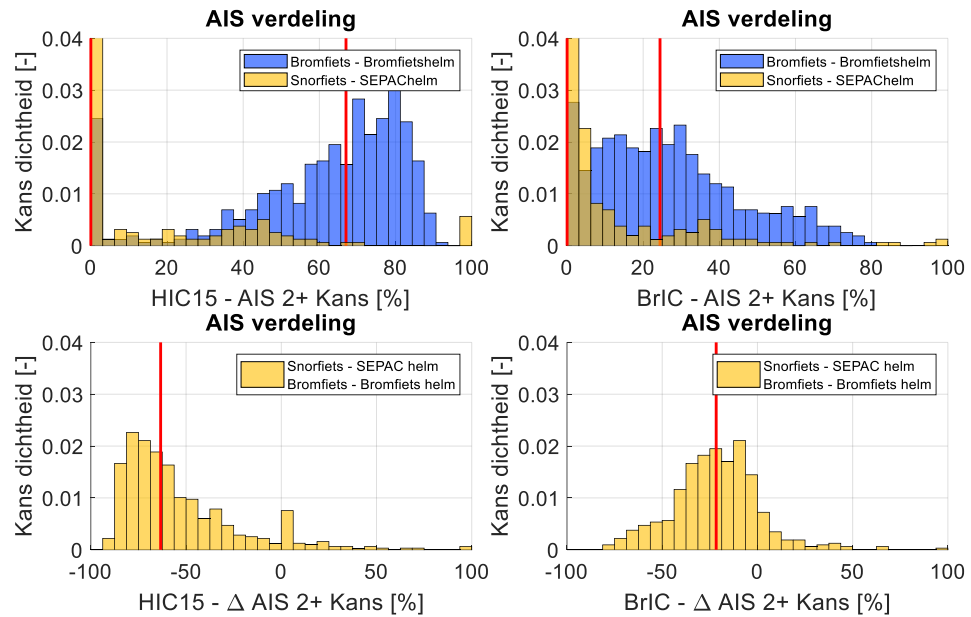 AIS verdeling
Kans dichtheid [-]
0.04
0.03
0.02
0.01
0
Bromfiets - Bromfietshelm
Snorfiets - SEPAChelm
0 20 40 60 80 100
HIC15 - AIS 2+ Kans [%]
AIS verdeling
Kans dichtheid [-]
0.04
0.03
0.02
0.01
0
Bromfiets - Bromfietshelm
Snorfiets - SEPAChelm
0 20 40 60 80 100
BrIC - AIS 2+ Kans [%]
AIS verdeling
Kans dichtheid [-]
0.04
0.03
0.02
0.01
0
Snorfiets - SEPAC helm
Bromfiets - Bromfiets helm
-100 -50 0 50 100
HIC15 - Δ AIS 2+ Kans [%]
AIS verdeling
Kans dichtheid [-]
0.04
0.03
0.02
0.01
0
Snorfiets - SEPAC helm
Bromfiets - Bromfiets helm
-100 -50 0 50 100
BrIC - Δ AIS 2+ Kans [%]